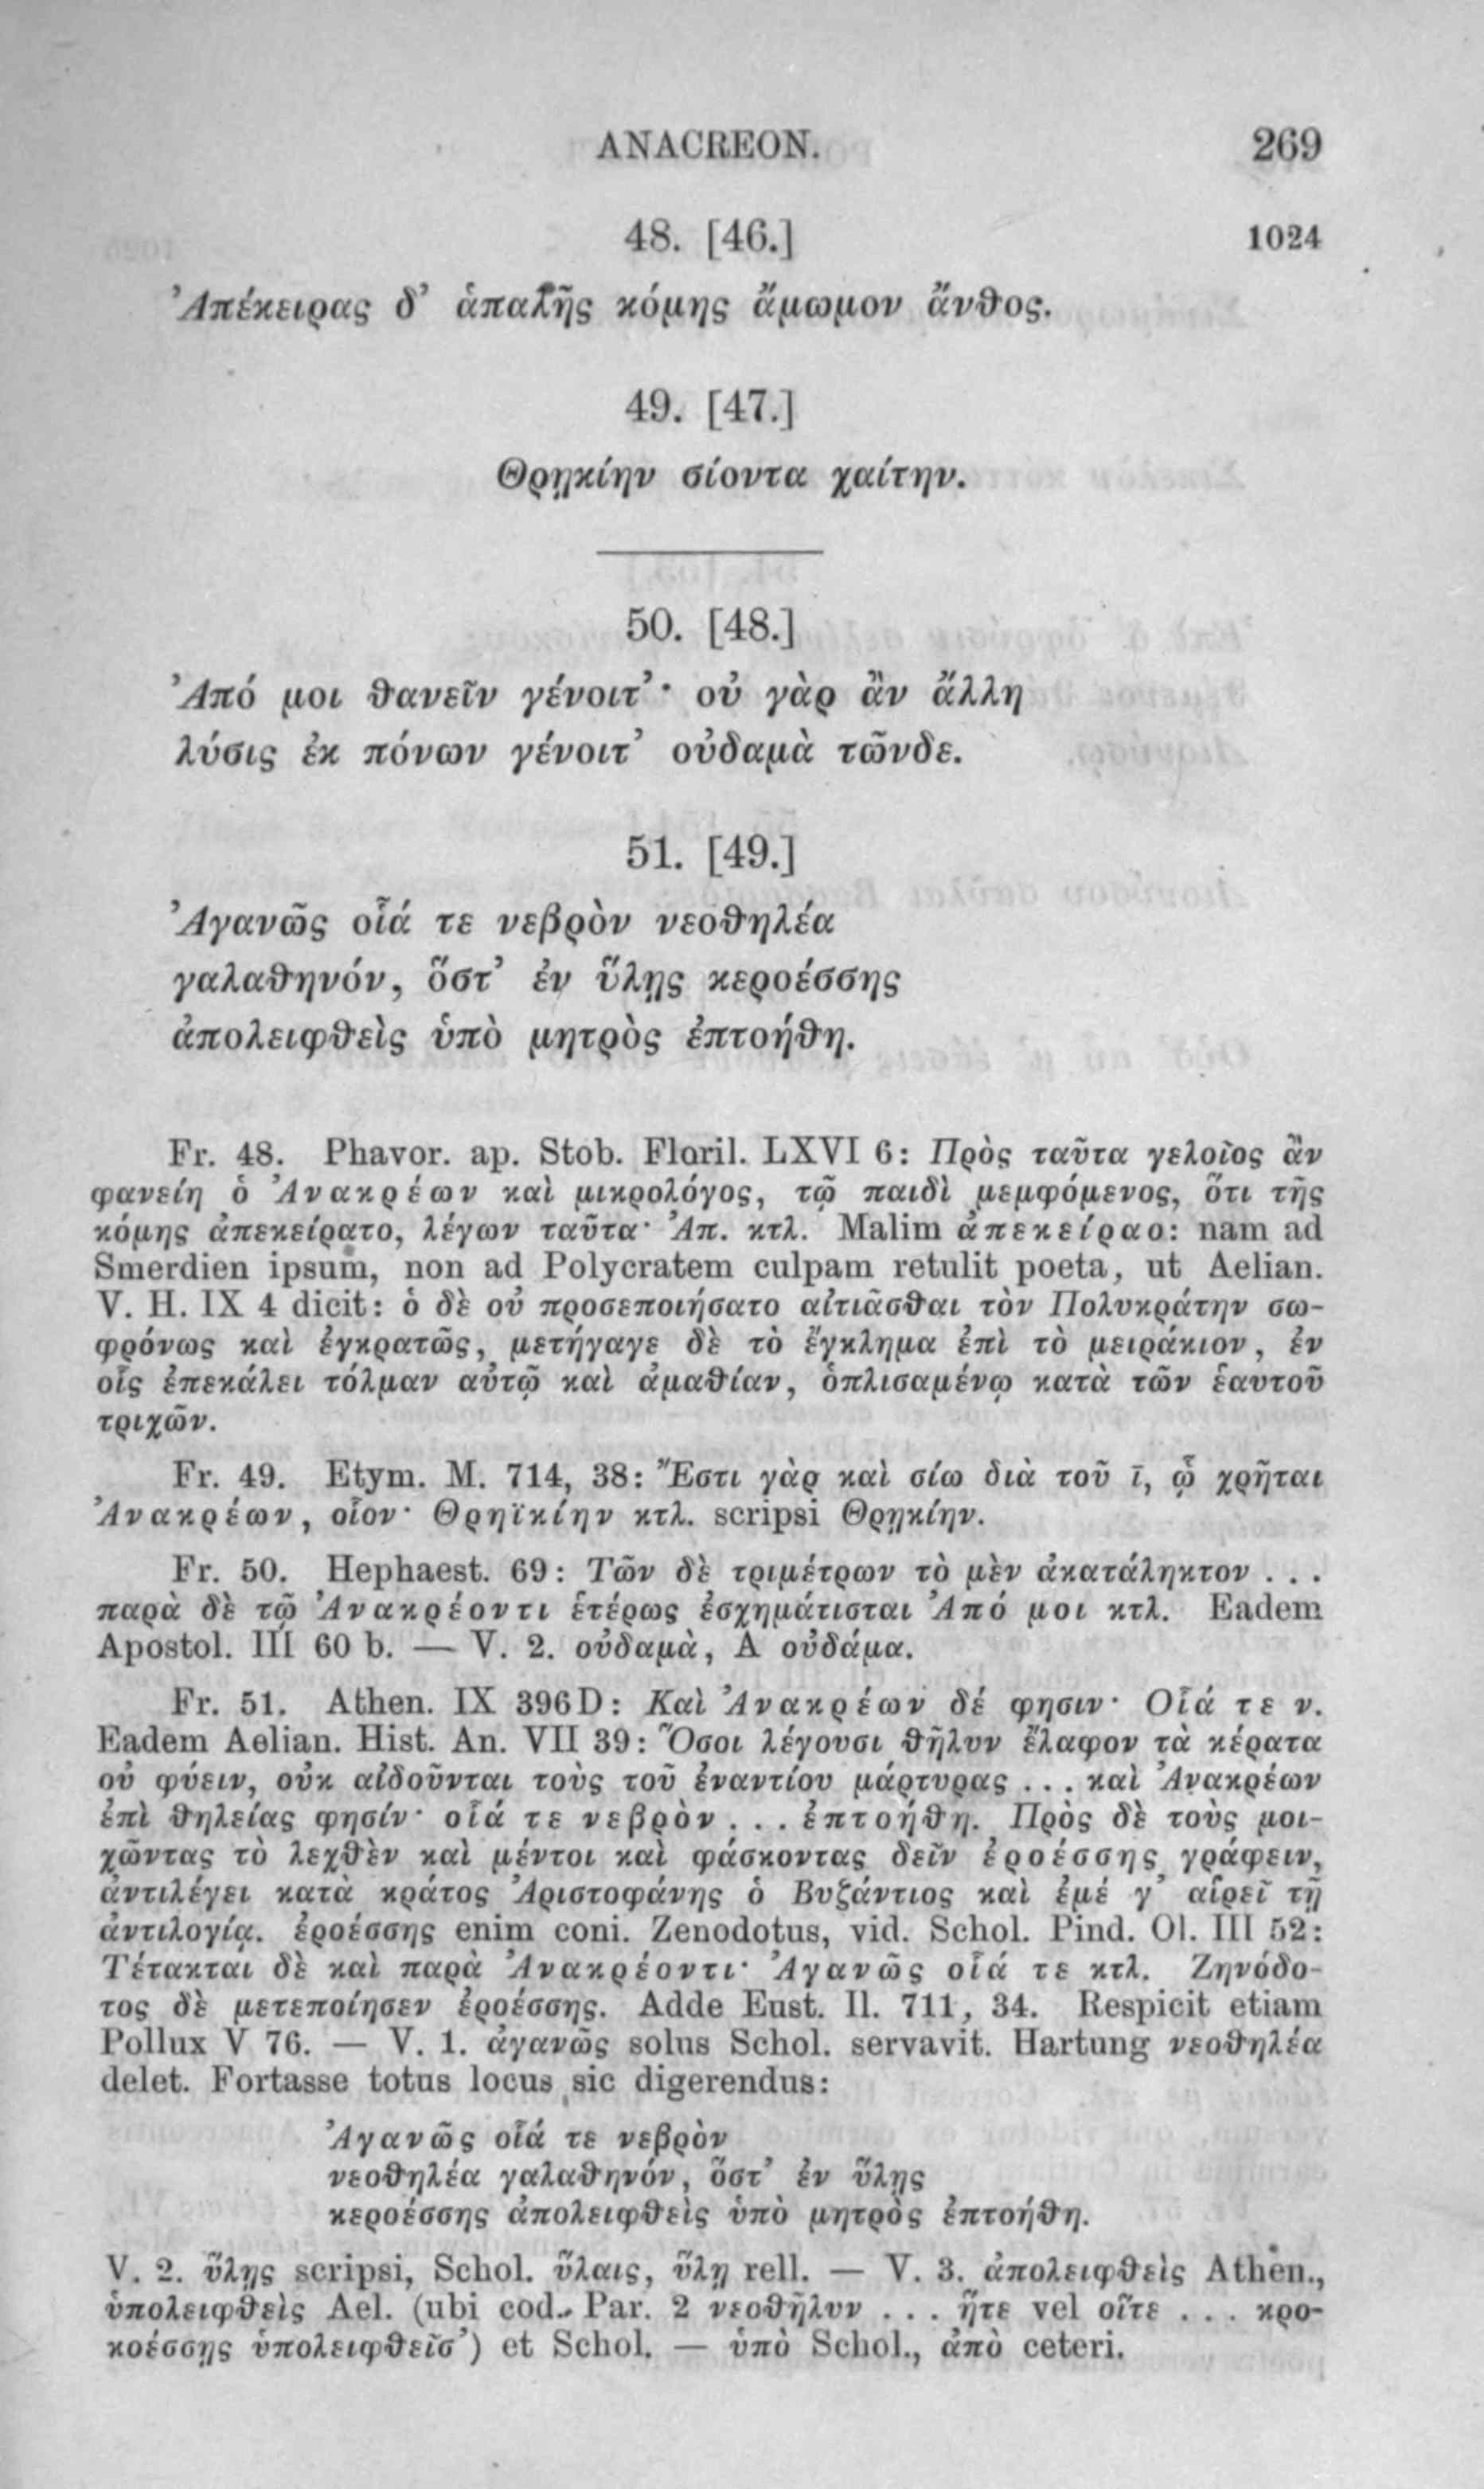 ANACREON. 269
48. [46.] 1024
Ἀπέκειρας δ’ ἁπαλῆς κόμης ἄμωμον ἄνθος.
49. [47.]
Θρῃκίην σίοντα χαίτην.
50. [48.]
Ἀπό μοι θανεῖν γένοιτ’· οὐ γὰρ ἂν ἄλλη
λύσις ἐκ πόνων γένοιτ’ οὐδαμὰ τῶνδε.
51. [49.]
Ἀγανῶς οἷά τε νεβρὸν νεοθηλέα
γαλαθηνόν, ὅστ’ ἐν ὕλῃς κεροέσσης
ἀπολειφθεὶς ὑπὸ μητρὸς ἐπτοήθη.
Fr. 48. Phavor. ap. Stob. Floril. LXVI 6: Πρὸς ταῦτα γελοῖος ἂν
φανείη ὁ Ἀνακρέων καὶ μικρολόγος, τῷ παιδὶ μεμφόμενος, ὅτι τῆς
κόμης ἀπεκείρατο, λέγων ταῦτα· Ἀπ. κτλ. Malim ἀπεκείραο: nam ad
Smerdien ipsum, non ad Polycratem culpam retulit poeta, ut Aelian.
V. H. IX 4 dicit: ὁ δὲ οὐ προσεποιήσατο αἰτιᾶσθαι τὸν Πολυκράτην σω-
φρόνως καὶ ἐγκρατῶς, μετήγαγε δὲ τὸ ἔγκλημα ἐπὶ τὸ μειράκιον, ἐν
οἷς ἐπεκάλει τόλμαν αὐτῷ καὶ ἀμαθίαν, ὁπλισαμένῳ κατὰ τῶν ἑαυτοῦ
τριχῶν.
Fr. 49. Etym. M. 714, 38: Ἔστι γὰρ καὶ σίω διὰ τοῦ ῑ, ᾧ χρῆται
Ἀνακρέων, οἷον· Θρηϊκίην κτλ. scripsi Θρῃκίην.
Fr. 50. Hephaest. 69: Τῶν δὲ τριμέτρων τὸ μὲν ἀκατάληκτον . . .
παρὰ δὲ τῷ Ἀνακρέοντι ἑτέρως ἐσχημάτισται Ἀπό μοι κτλ. Eadem
Apostol. III 60 b. — V. 2. οὐδαμὰ, A οὐδάμα.
Fr. 51. Athen. IX 396D: Καὶ Ἀνακρέων δέ φησιν· Οἷά τε ν.
Eadem Aelian. Hist. An. VII 39: Ὅσοι λέγουσι θῆλυν ἔλαφον τὰ κέρατα
οὐ φύειν, οὐκ αἰδοῦνται τοὺς τοῦ ἐναντίου μάρτυρας . . . καὶ Ἀνακρέων
ἐπὶ θηλείας φησίν· οἷά τε νεβρὸν . . . ἐπτοήθη. Πρὸς δὲ τοὺς μοι-
χῶντας τὸ λεχθὲν καὶ μέντοι καὶ φάσκοντας δεῖν ἐροέσσης γράφειν,
ἀντιλέγει κατὰ κράτος Ἀριστοφάνης ὁ Βυζάντιος καὶ ἐμέ γ’ αἱρεῖ τῇ
ἀντιλογίᾳ. ἐροέσσης enim coni. Zenodotus, vid. Schol. Pind. Ol. III 52:
Τέτακται δὲ καὶ παρὰ Ἀνακρέοντι· Ἀγανῶς οἷά τε κτλ. Ζηνόδο-
τος δὲ μετεποίησεν ἐροέσσης. Adde Eust. Il. 711, 34. Respicit etiam
Pollux V 76. — V. 1. ἀγανῶς solus Schol. servavit. Hartung νεοθηλέα
delet. Fortasse totus locus sic digerendus:
Ἀγανῶς οἷά τε νεβρὸν
νεοθηλέα γαλαθηνόν, ὅστ’ ἐν ὕλῃς
κεροέσσης ἀπολειφθεὶς ὑπὸ μητρὸς ἐπτοήθη.
V. 2. ὕλῃς scripsi, Schol. ὕλαις, ὕλῃ rell. — V. 3. ἀπολειφθεὶς Athen.,
ὑπολειφθεὶς Ael. (ubi cod. Par. 2 νεοθῆλυν . . . ἥτε vel οἵτε . . . κρο-
κοέσσῃς ὑπολειφθεῖσ’) et Schol. — ὑπὸ Schol., ἀπὸ ceteri.